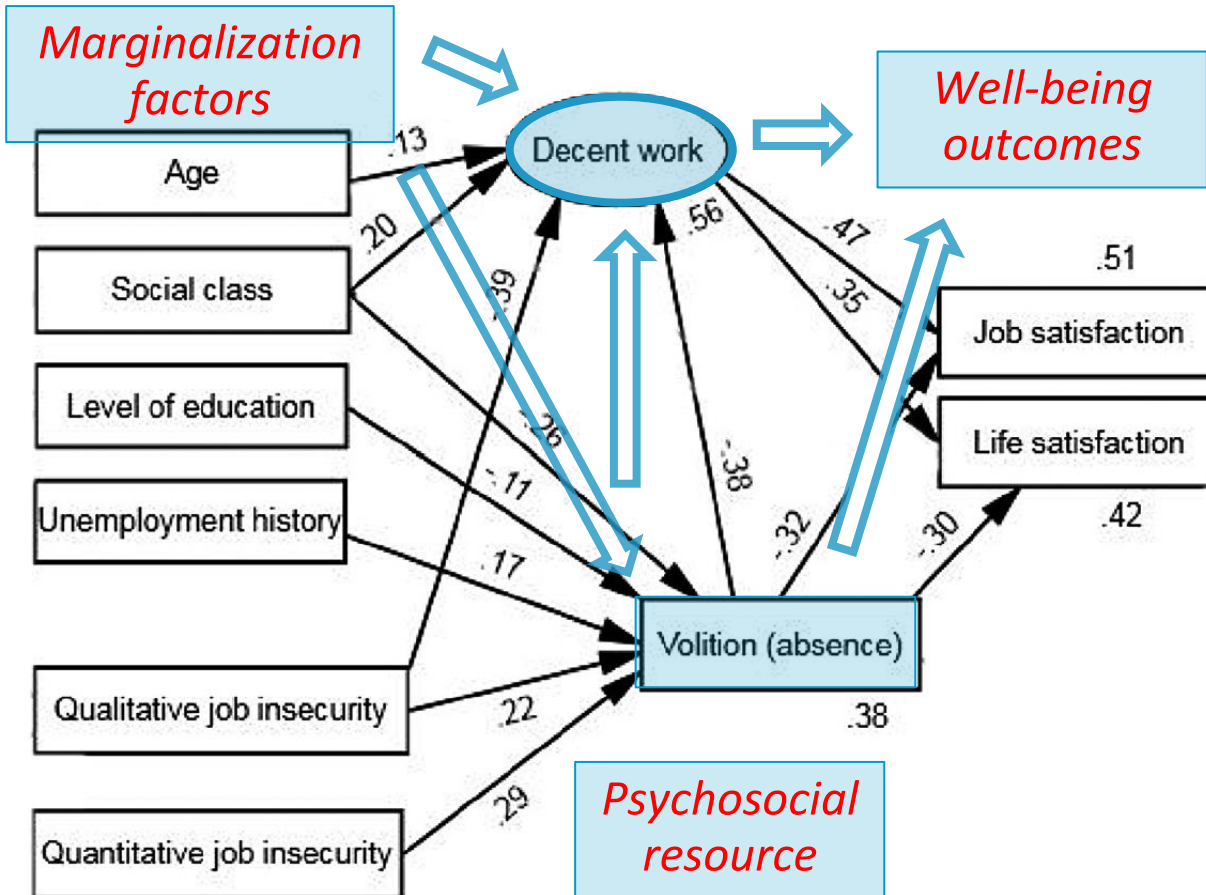 Marginalization
factors
Well-being
outcomes
Decent work
.13
Age
.20
.56
.47
.51
Social class
-.39
.35
Job satisfaction
Level of education
-.26
Life satisfaction
-.11
-.38
Unemployment history
.42
.17
-.32
-.30
Volition (absence)
Qualitative job insecurity
.22
.38
Psychosocial
resource
.29
Quantitative job insecurity